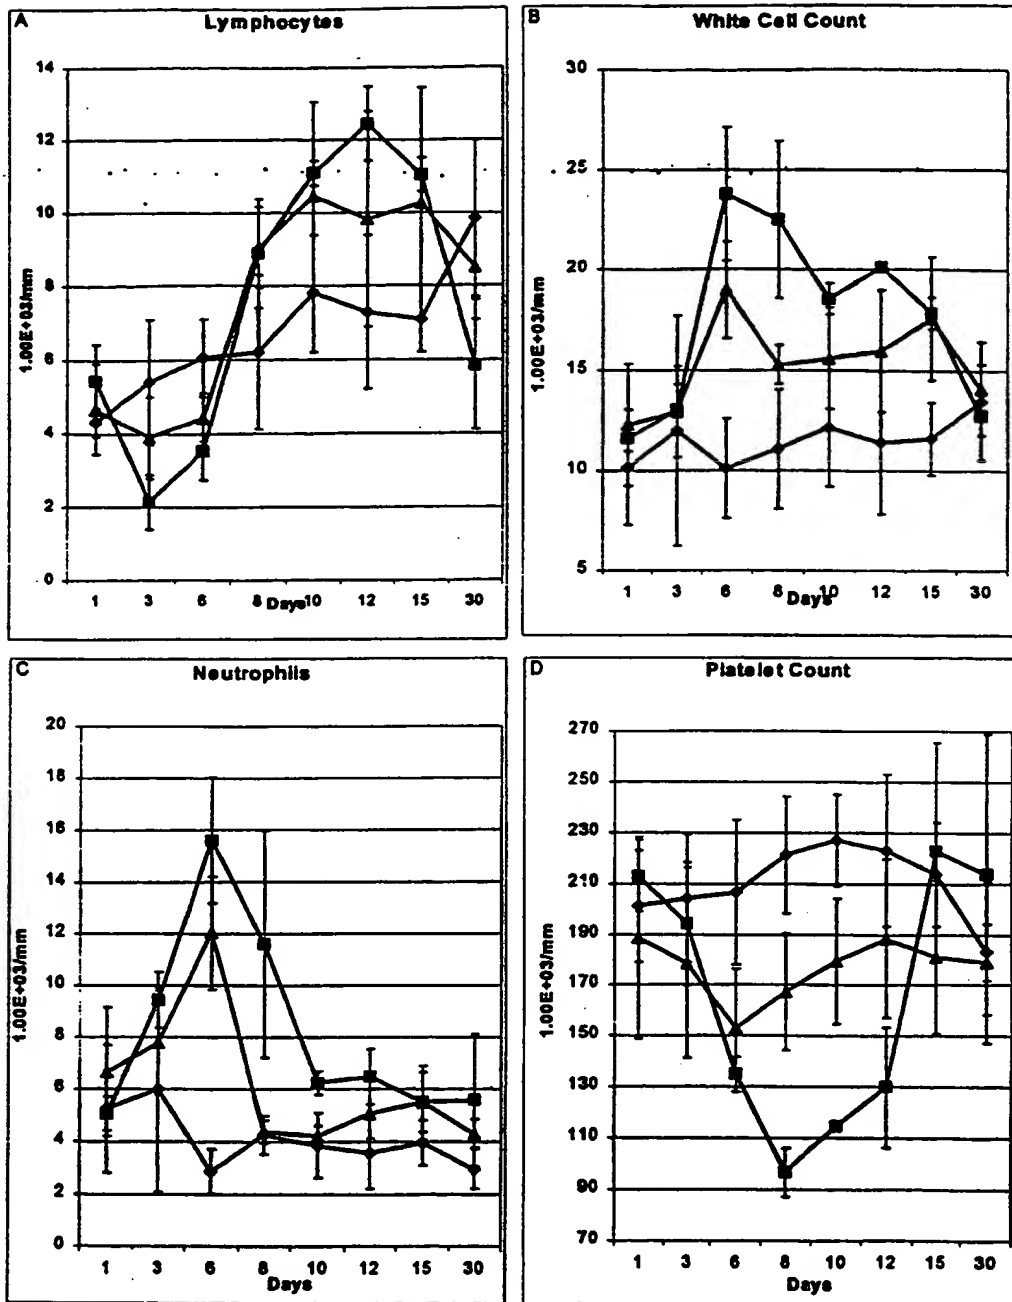 A
Lymphocytes
14
12
10
8
6
4
2
0
1.00E+03/mm
1 3 6 8 10 12 15 30
Days
B
White Cell Count
30
25
20
15
10
5
1.00E+03/mm
1 3 6 8 10 12 15 30
Days
C
Neutrophils
20
18
16
14
12
10
8
6
4
2
0
1.00E+03/mm
1 3 6 8 10 12 15 30
Days
D
Platelet Count
270
250
230
210
190
170
150
130
110
90
70
1.00E+03/mm
1 3 6 8 10 12 15 30
Days